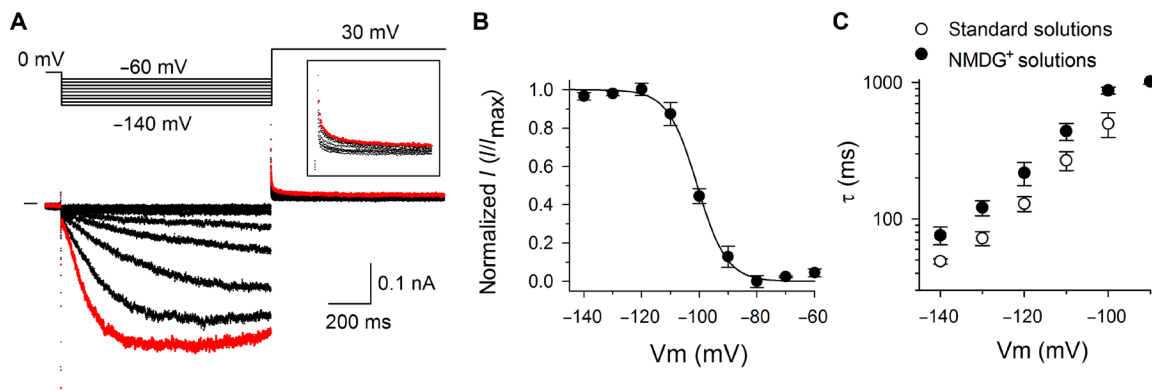 A
0 mV
−60 mV
−140 mV
30 mV
0.1 nA
200 ms
B
Normalized I (I/Imax)
1.0
0.8
0.6
0.4
0.2
0.0
−140 −120 −100 −80 −60
Vm (mV)
C
Standard solutions
NMDG+ solutions
τ (ms)
1000
100
−140 −120 −100
Vm (mV)